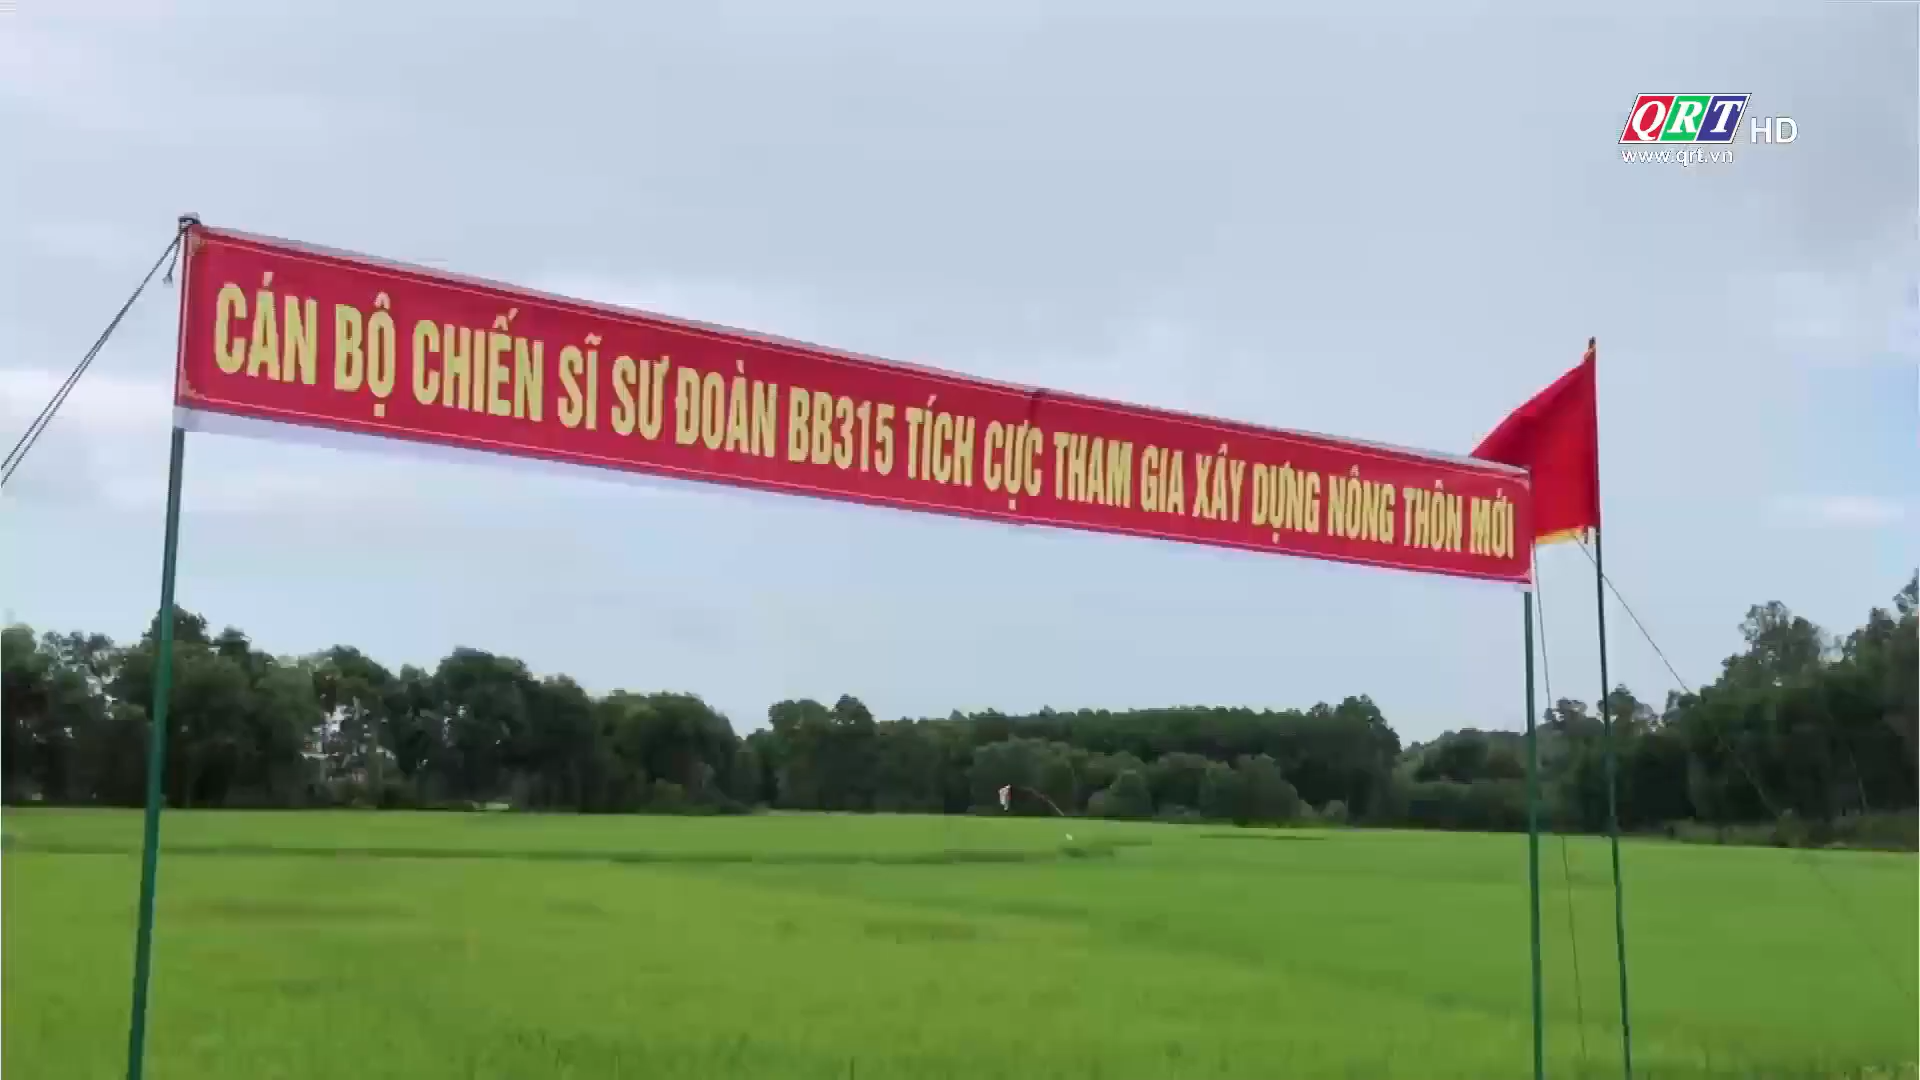 QRT HD
www.qrt.vn
CÁN BỘ CHIẾN SĨ SƯ ĐOÀN BB315 TÍCH CỰC THAM GIA XÂY DỰNG NÔNG THÔN MỚI